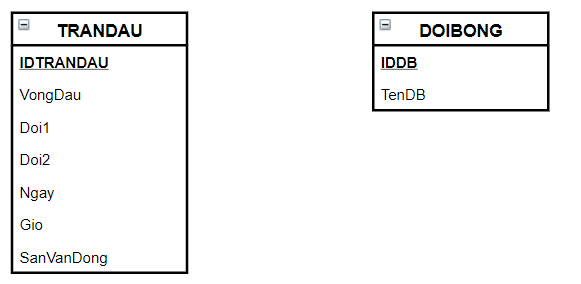 TRANDAU
IDTRANDAU
VongDau
Doi1
Doi2
Ngay
Gio
SanVanDong
DOIBONG
IDDB
TenDB